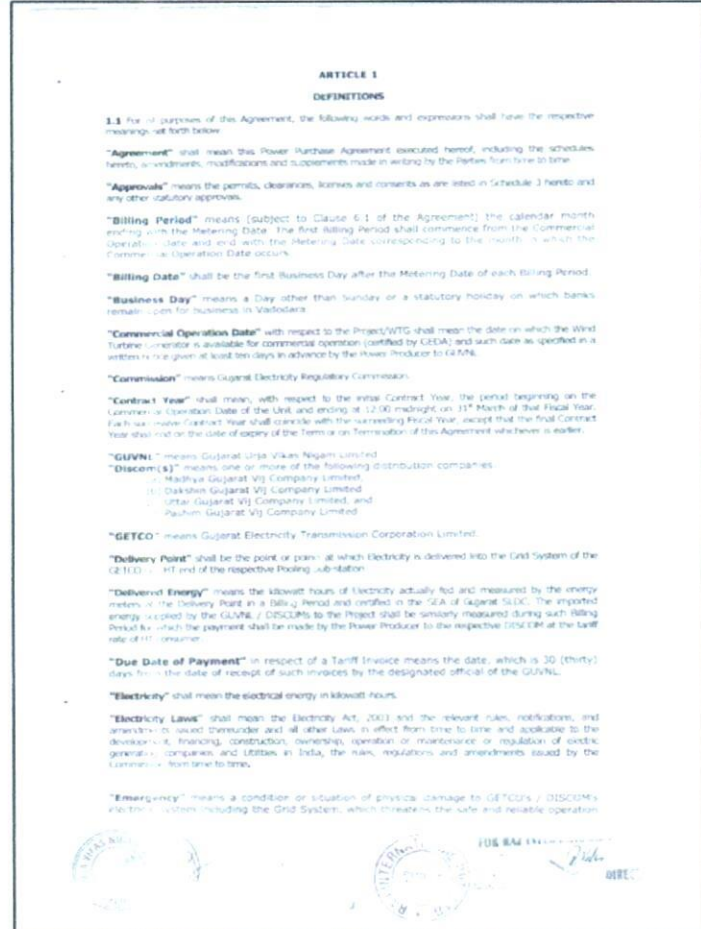 ARTICLE 1
DEFINITIONS
1.1 For purposes of this Agreement, the following words and expressions shall have the respective
meanings set forth below
"Agreement" shall mean this Power Purchase Agreement executed hereof, including the schedules
hereto, amendments, modifications and supplements made in writing by the Parties from time to time
"Approvals" means the permits, clearances, licenses and consents as are listed in Schedule 3 hereto and
any other statutory approvals.
"Billing Period" means (subject to Clause 6.1 of the Agreement) the calendar month
ending with the Metering Date. The first Billing Period shall commence from the Commercial
Operation Date and end with the Metering Date corresponding to the month in which the
Commercial Operation Date occurs.
"Billing Date" shall be the first Business Day after the Metering Date of each Billing Period.
"Business Day" means a Day other than Sunday or a statutory holiday on which banks
remain open for business in Vadodara
"Commercial Operation Date" with respect to the Project/WTG shall mean the date on which the Wind
Turbine Generator is available for commercial operation (certified by GEDA) and such date as specified in a
written notice given at least ten days in advance by the Power Producer to GUVNL
"Commission" means Gujarat Electricity Regulatory Commission.
"Contract Year" shall mean, with respect to the initial Contract Year, the period beginning on the
Commercial Operation Date of the Unit and ending at 12.00 midnight on 31st March of that Fiscal Year.
Each successive Contract Year shall coincide with the succeeding Fiscal Year, except that the final Contract
Year shall end on the date of expiry of the Term or on Termination of this Agreement whichever is earlier.
"GUVNL" means Gujarat Urja Vikas Nigam Limited
"Discom(s)" means one or more of the following distribution companies
Madhya Gujarat Vij Company Limited,
Dakshin Gujarat Vij Company Limited
Uttar Gujarat Vij Company Limited, and
Paschim Gujarat Vij Company Limited
"GETCO" means Gujarat Electricity Transmission Corporation Limited.
"Delivery Point" shall be the point or points at which Electricity is delivered into the Grid System of the
GETCO HT end of the respective Pooling Sub-station
"Delivered Energy" means the kilowatt hours of Electricity actually fed and measured by the energy
meters at the Delivery Point in a Billing Period and certified in the SEA of Gujarat SLDC. The imported
energy supplied by the GUVNL / DISCOMs to the Project shall be similarly measured during such Billing
Period for which the payment shall be made by the Power Producer to the respective DISCOM at the tariff
rate of HT consumer
"Due Date of Payment" in respect of a Tariff Invoice means the date, which is 30 (thirty)
days from the date of receipt of such invoices by the designated official of the GUVNL.
"Electricity" shall mean the electrical energy in kilowatt-hours.
"Electricity Laws" shall mean the Electricity Act, 2003 and the relevant rules, notifications, and
amendments issued thereunder and all other Laws in effect from time to time and applicable to the
development, financing, construction, ownership, operation or maintenance or regulation of electric
generation companies and Utilities in India, the rules, regulations and amendments issued by the
Commission from time to time.
"Emergency" means a condition or situation of physical damage to GETCO's / DISCOM's
electrical system including the Grid System, which threatens the safe and reliable operation
FOR RAJ
DIREC